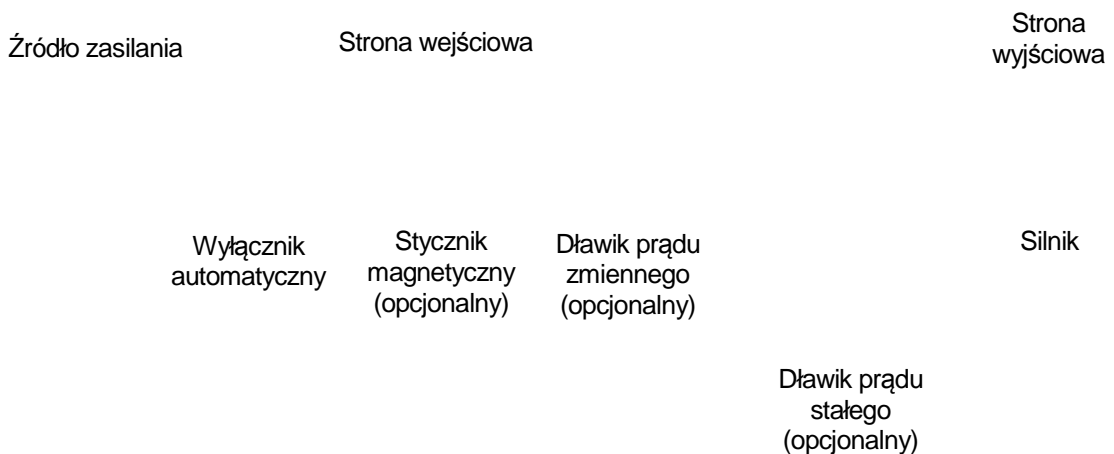 Źródło zasilania
Strona wejściowa
Strona
wyjściowa
Wyłącznik
automatyczny
Stycznik
magnetyczny
(opcjonalny)
Dławik prądu
zmiennego
(opcjonalny)
Silnik
Dławik prądu
stałego
(opcjonalny)